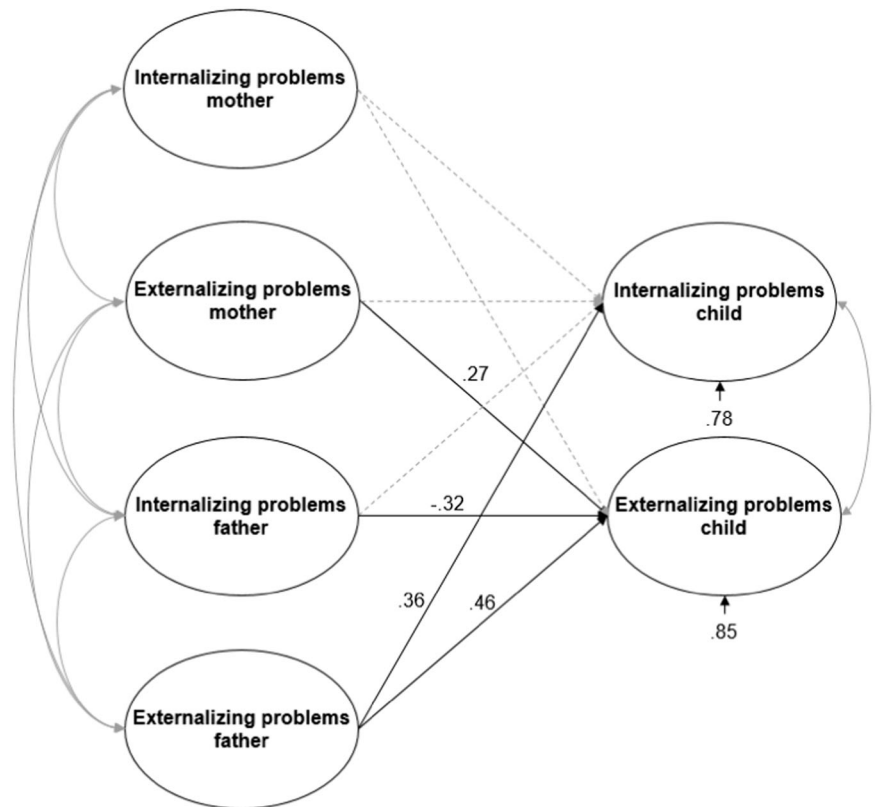 Internalizing problems
mother
Externalizing problems
mother
Internalizing problems
child
.27
.78
Internalizing problems
father
-.32
Externalizing problems
child
.36
.46
.85
Externalizing problems
father